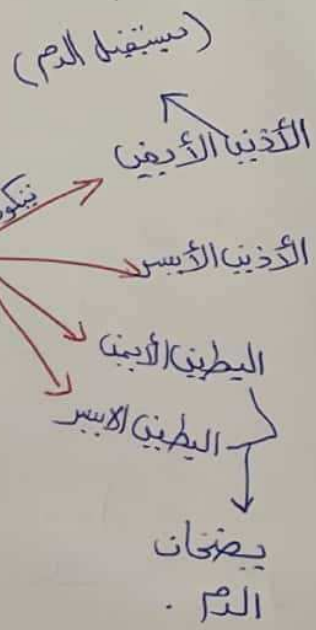 (يستقبل الدم)
الأذين الأيمن
الأذين الأيسر
البطين الأيمن
البطين الايسر
يضخان
الدم .